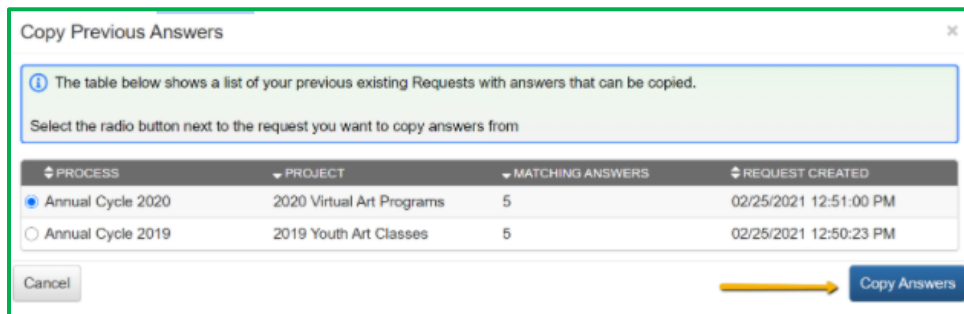 Copy Previous Answers ×
The table below shows a list of your previous existing Requests with answers that can be copied.
Select the radio button next to the request you want to copy answers from
PROCESS PROJECT MATCHING ANSWERS REQUEST CREATED
Annual Cycle 2020 2020 Virtual Art Programs 5 02/25/2021 12:51:00 PM
Annual Cycle 2019 2019 Youth Art Classes 5 02/25/2021 12:50:23 PM
Cancel Copy Answers